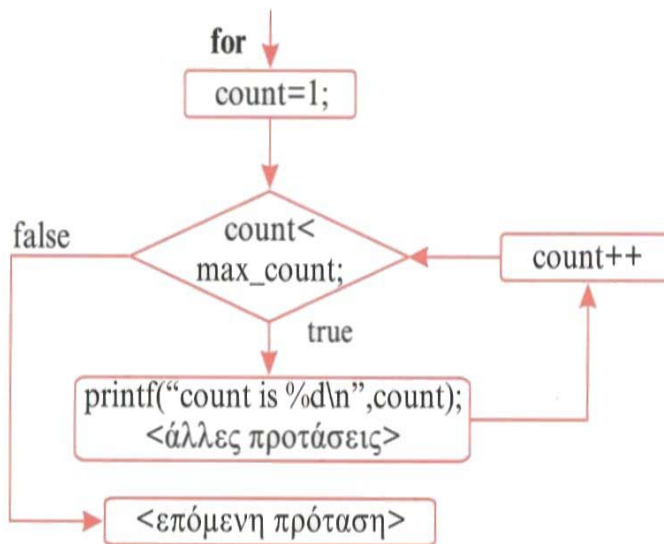 for
count=1;
count<
max_count;
false
count++
true
printf(“count is %d\n”,count);
<άλλες προτάσεις>
<επόμενη πρόταση>